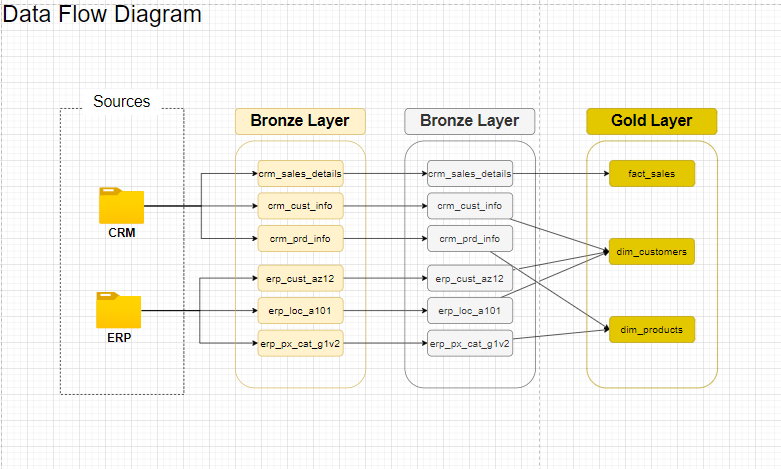 Data Flow Diagram
Sources
Bronze Layer
Bronze Layer
Gold Layer
CRM
ERP
crm_sales_details
crm_cust_info
crm_prd_info
erp_cust_az12
erp_loc_a101
erp_px_cat_g1v2
crm_sales_details
crm_cust_info
crm_prd_info
erp_cust_az12
erp_loc_a101
erp_px_cat_g1v2
fact_sales
dim_customers
dim_products